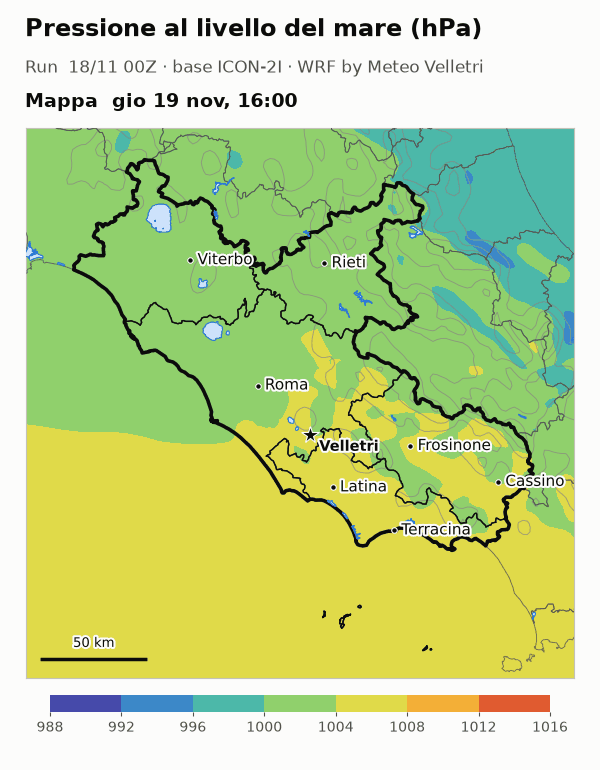 Pressione al livello del mare (hPa)
Run  18/11 00Z · base ICON-2I · WRF by Meteo Velletri
Mappa  gio 19 nov, 16:00
Viterbo
Rieti
Roma
Velletri
Frosinone
Latina
Cassino
Terracina
50 km
988 992 996 1000 1004 1008 1012 1016